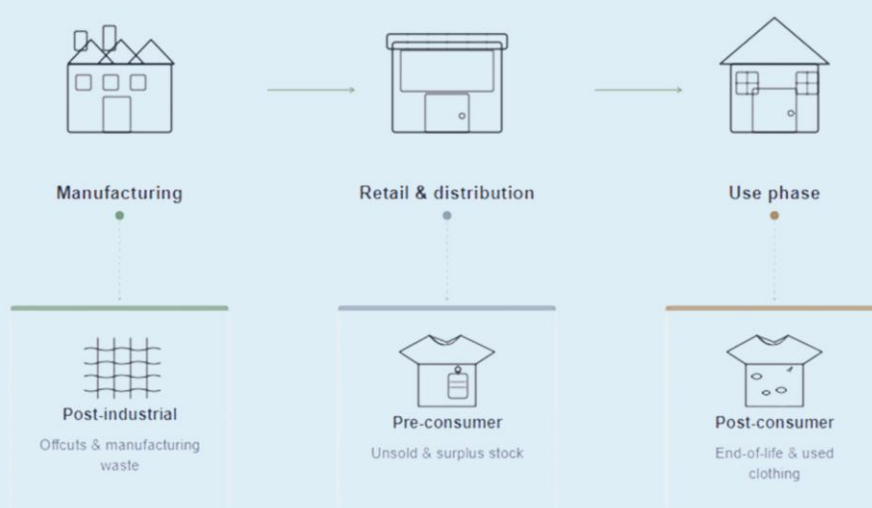 Manufacturing
Retail & distribution
Use phase
Post-industrial
Offcuts & manufacturing
waste
Pre-consumer
Unsold & surplus stock
Post-consumer
End-of-life & used
clothing